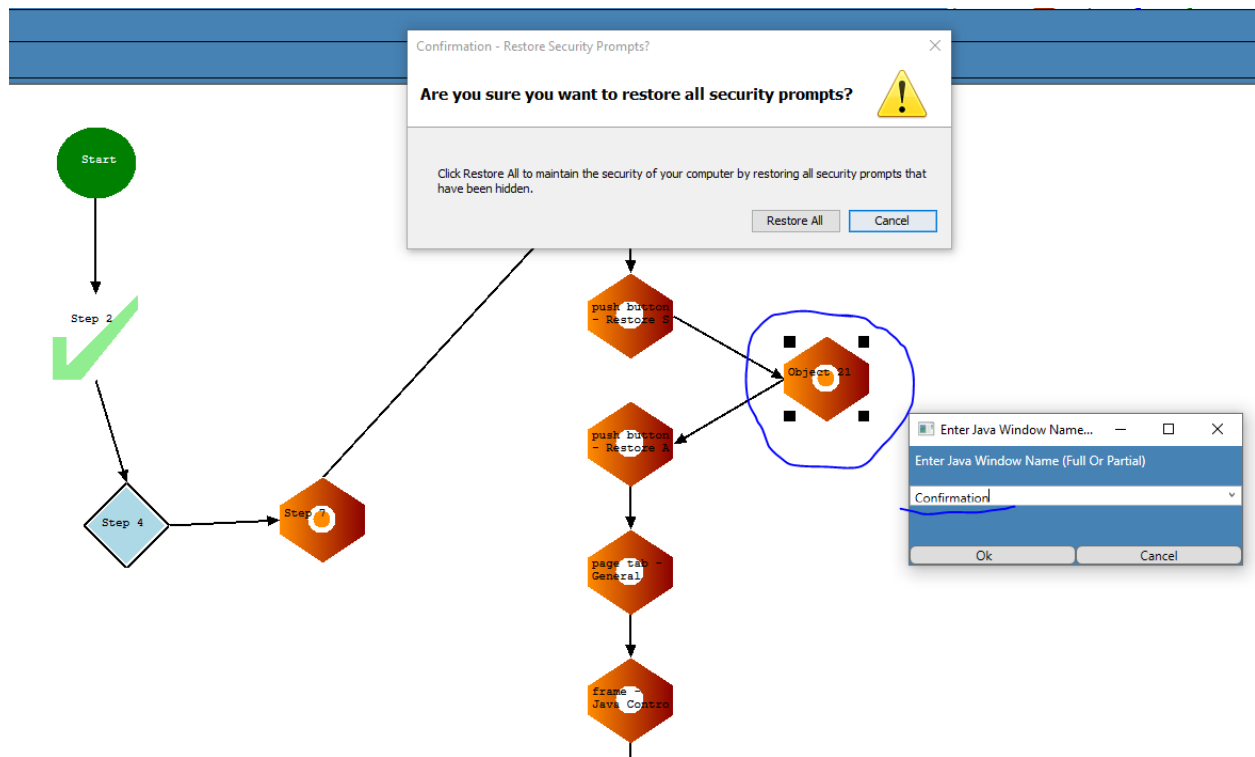 Confirmation - Restore Security Prompts?
Are you sure you want to restore all security prompts?
Click Restore All to maintain the security of your computer by restoring all security prompts that
have been hidden.
Restore All
Cancel
Start
Step 2
Step 4
Step 7
push button
- Restore S
Object 21
push button
- Restore A
page tab -
General,
frame -
Java Contro
Enter Java Window Name...
Enter Java Window Name (Full Or Partial)
Confirmation
Ok
Cancel